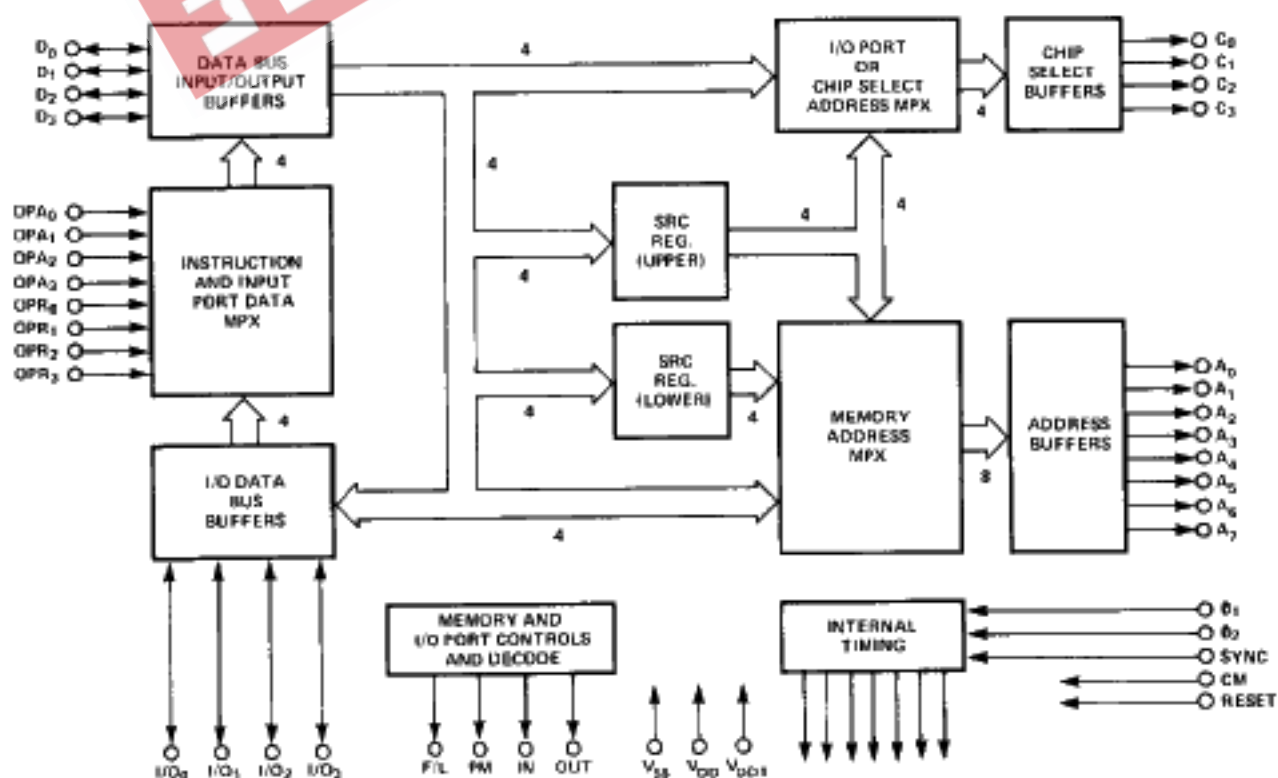 D0
D1
D2
D3
DATA BUS
INPUT/OUTPUT
BUFFERS
4
I/O PORT
OR
CHIP SELECT
ADDRESS MPX
4
CHIP
SELECT
BUFFERS
C0
C1
C2
C3
4
4
4
4
OPA0
OPA1
OPA2
OPA3
OPR0
OPR1
OPR2
OPR3
INSTRUCTION
AND INPUT
PORT DATA
MPX
SRC
REG.
(UPPER)
4
4
SRC
REG.
(LOWER)
4
4
MEMORY
ADDRESS
MPX
8
ADDRESS
BUFFERS
A0
A1
A2
A3
A4
A5
A6
A7
I/O DATA
BUS
BUFFERS
4
MEMORY AND
I/O PORT CONTROLS
AND DECODE
INTERNAL
TIMING
θ1
θ2
SYNC
CM
RESET
I/O0
I/O1
I/O2
I/O3
F/L
PM
IN
OUT
VSS
VDD
VDD1